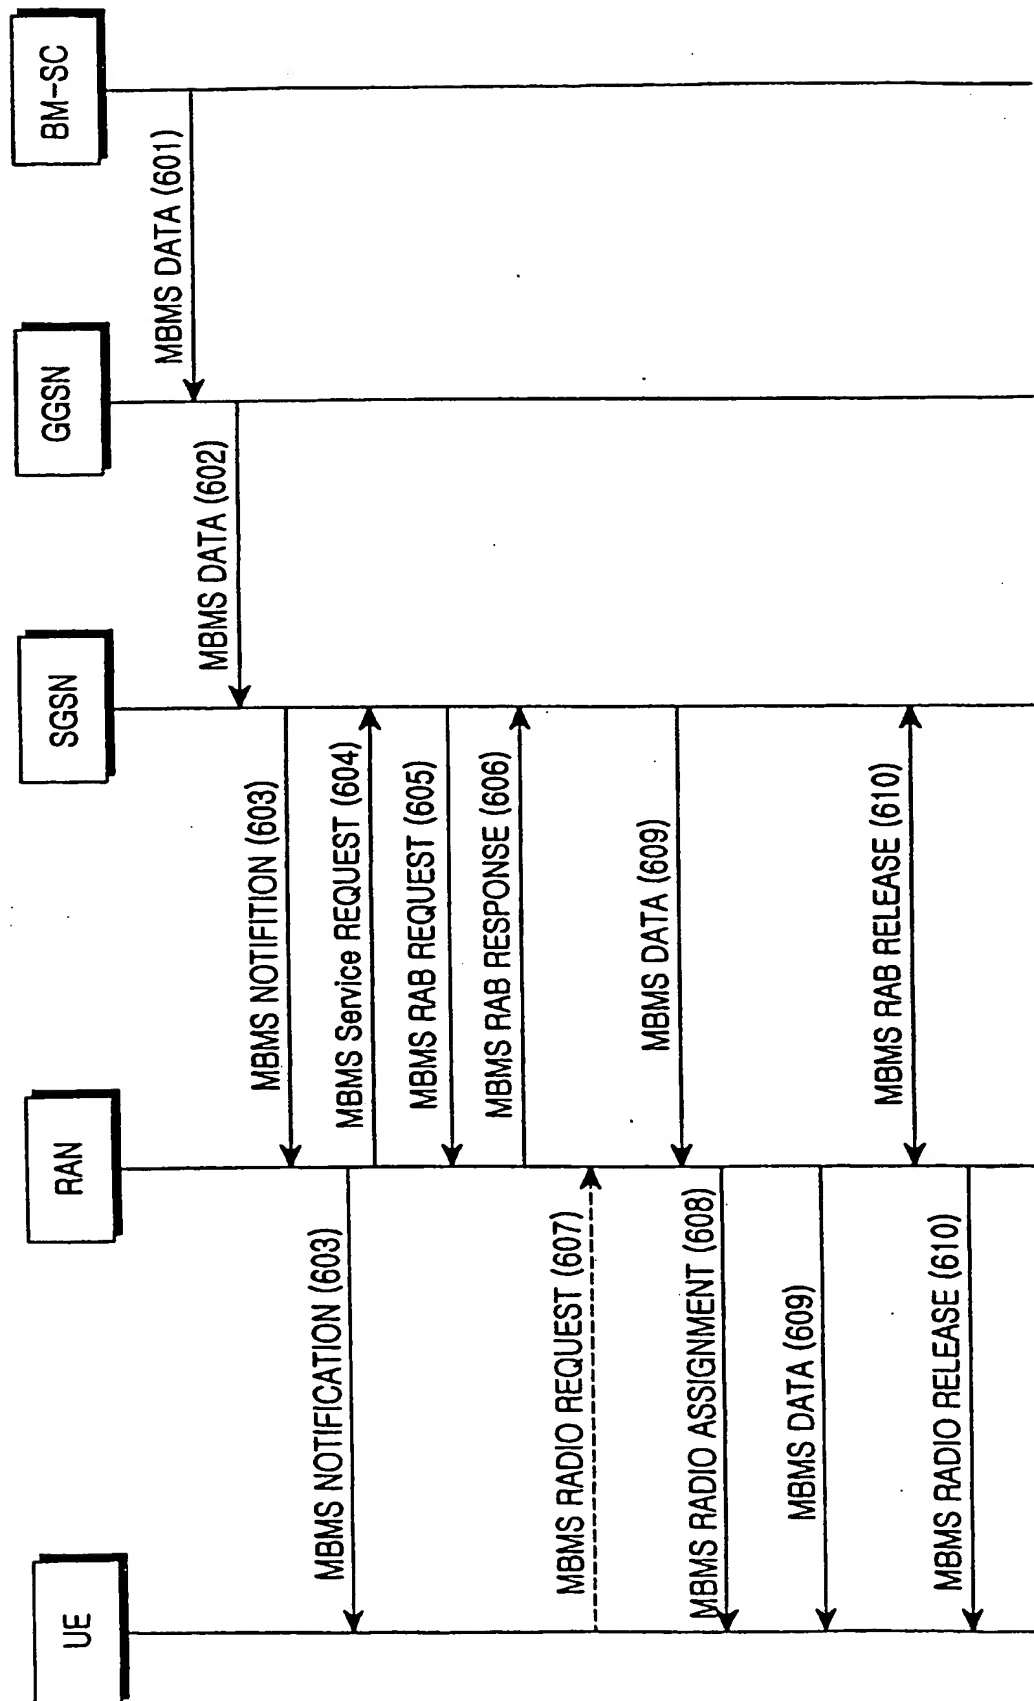 UE
RAN
SGSN
GGSN
BM-SC
MBMS DATA (601)
MBMS DATA (602)
MBMS NOTIFITION (603)
MBMS NOTIFICATION (603)
MBMS Service REQUEST (604)
MBMS RAB REQUEST (605)
MBMS RAB RESPONSE (606)
MBMS RADIO REQUEST (607)
MBMS DATA (609)
MBMS RADIO ASSIGNMENT (608)
MBMS DATA (609)
MBMS RAB RELEASE (610)
MBMS RADIO RELEASE (610)